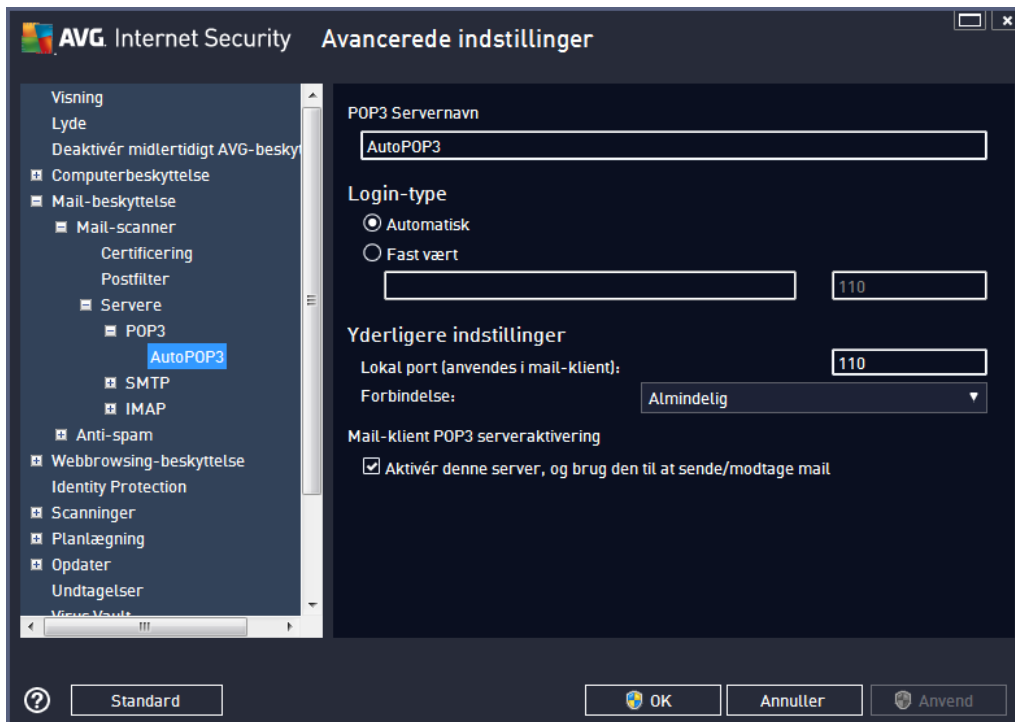 AVG. Internet Security Avancerede indstillinger
Visning
Lyde
Deaktivér midlertidigt AVG-besky
Computerbeskyttelse
Mail-beskyttelse
Mail-scanner
Certificering
Postfilter
Servere
POP3
AutoPOP3
SMTP
IMAP
Anti-spam
Webbrowsing-beskyttelse
Identity Protection
Scanninger
Planlægning
Opdater
Undtagelser
Virus Vault
POP3 Servernavn
AutoPOP3
Login-type
Automatisk
Fast vært
110
Yderligere indstillinger
Lokal port (anvendes i mail-klient): 110
Forbindelse: Almindelig
Mail-klient POP3 serveraktivering
Aktivér denne server, og brug den til at sende/modtage mail
Standard OK Annuller Anvend